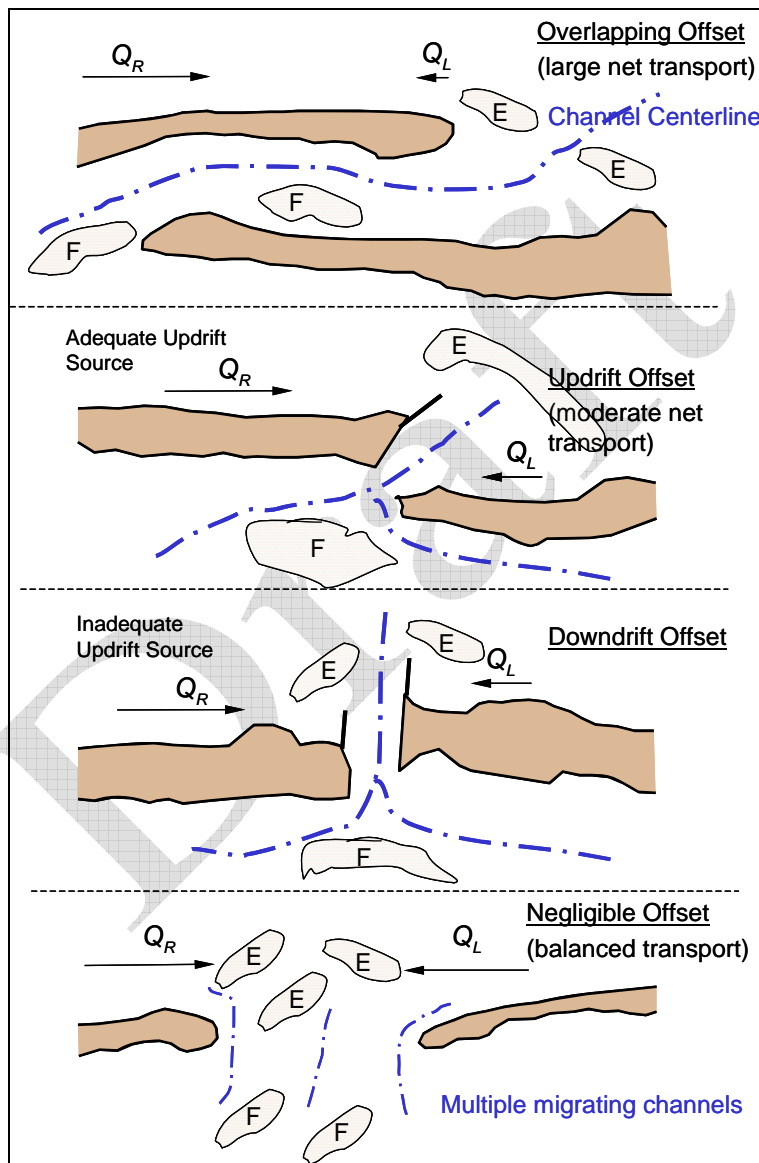 Overlapping Offset
(large net transport)
Q_R
Q_L
E
Channel Centerline
E
F
F
Adequate Updrift
Source
Q_R
E
Updrift Offset
(moderate net
transport)
Q_L
F
Inadequate
Updrift Source
E
E
Downdrift Offset
Q_R
Q_L
F
Negligible Offset
(balanced transport)
Q_R
Q_L
E
E
E
Multiple migrating channels
F
F
Draft